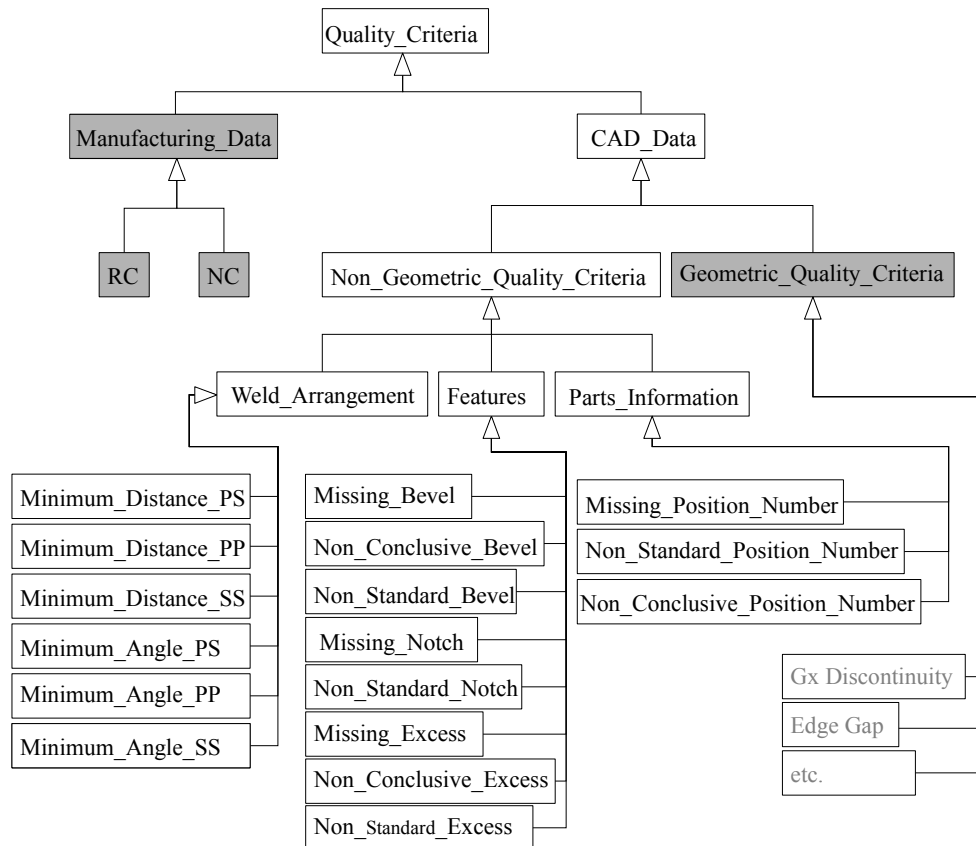 Quality_Criteria
Manufacturing_Data
CAD_Data
RC
NC
Non_Geometric_Quality_Criteria
Geometric_Quality_Criteria
Weld_Arrangement
Features
Parts_Information
Minimum_Distance_PS
Minimum_Distance_PP
Minimum_Distance_SS
Minimum_Angle_PS
Minimum_Angle_PP
Minimum_Angle_SS
Missing_Bevel
Non_Conclusive_Bevel
Non_Standard_Bevel
Missing_Notch
Non_Standard_Notch
Missing_Excess
Non_Conclusive_Excess
Non_Standard_Excess
Missing_Position_Number
Non_Standard_Position_Number
Non_Conclusive_Position_Number
Gx Discontinuity
Edge Gap
etc.